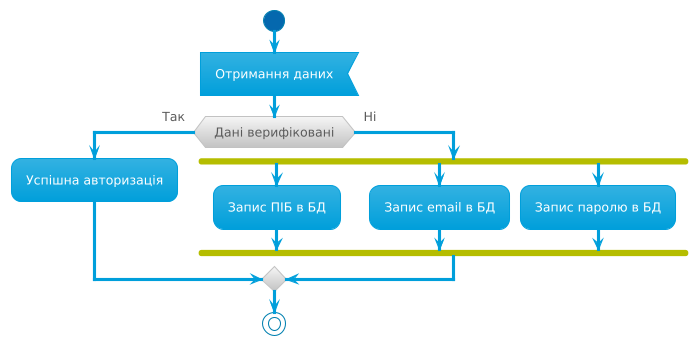 Отримання даних
Так
Ні
Дані верифіковані
Успішна авторизація
Запис ПІБ в БД
Запис email в БД
Запис паролю в БД